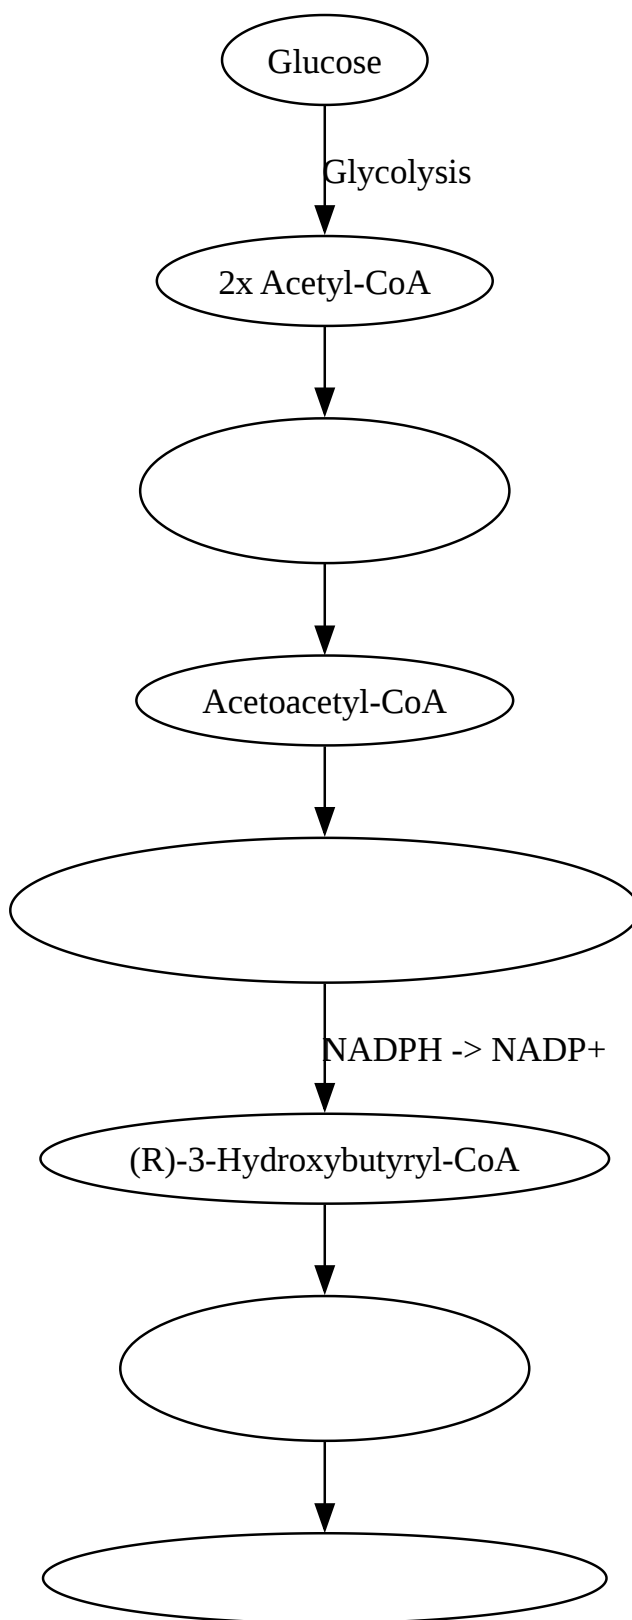 Glucose
Glycolysis
2x Acetyl-CoA
Acetoacetyl-CoA
NADPH -> NADP+
(R)-3-Hydroxybutyryl-CoA